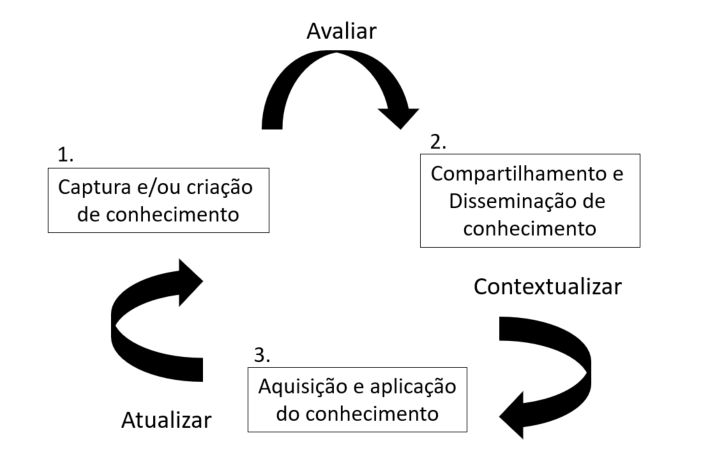 Avaliar
1.
Captura e/ou criação
de conhecimento
2.
Compartilhamento e
Disseminação de
conhecimento
Contextualizar
3.
Aquisição e aplicação
do conhecimento
Atualizar